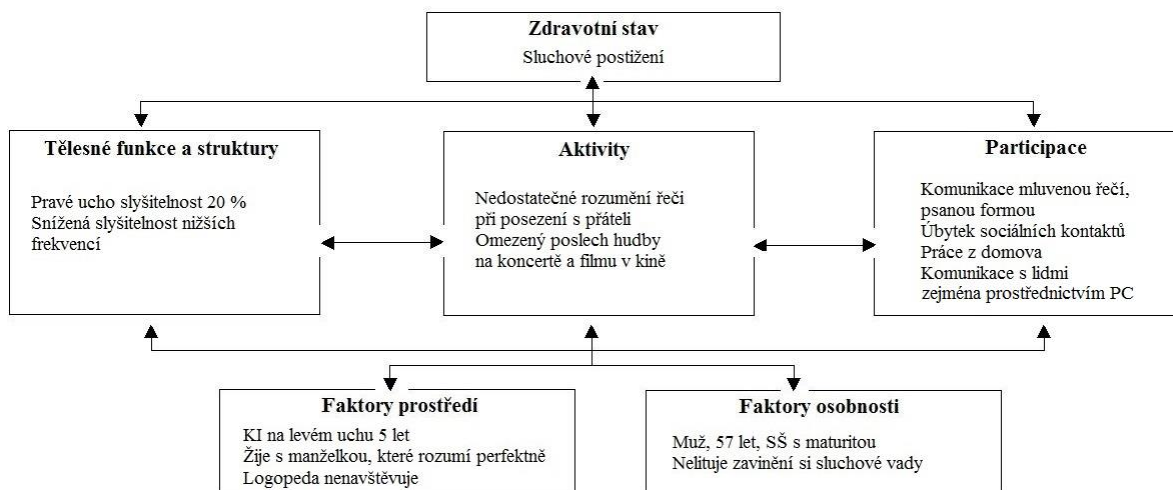 Zdravotní stav
Sluchové postižení
Tělesné funkce a struktury
Pravé ucho slyšitelnost 20 %
Snížená slyšitelnost nižších
frekvencí
Aktivity
Nedostatečné rozumění řeči
při posezení s přáteli
Omezený poslech hudby
na koncertě a filmu v kině
Participace
Komunikace mluvenou řečí,
psanou formou
Úbytek sociálních kontaktů
Práce z domova
Komunikace s lidmi
zejména prostřednictvím PC
Faktory prostředí
KI na levém uchu 5 let
Žije s manželkou, které rozumí perfektně
Logopeda nenavštěvuje
Faktory osobnosti
Muž, 57 let, SŠ s maturitou
Nelituje zavinění si sluchové vady